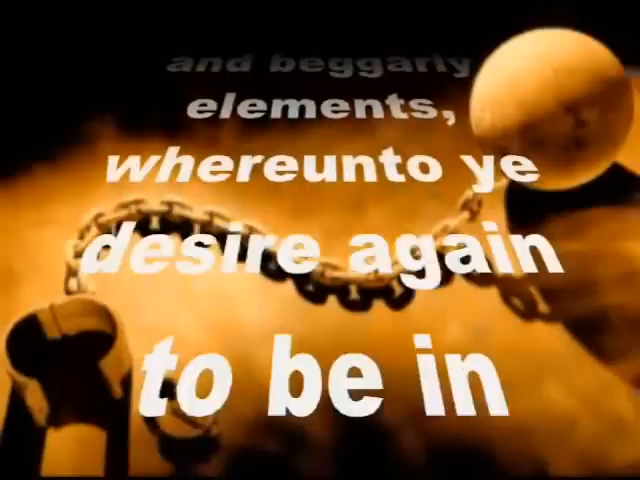 and beggarly
elements,
whereunto ye
desire again
to be in